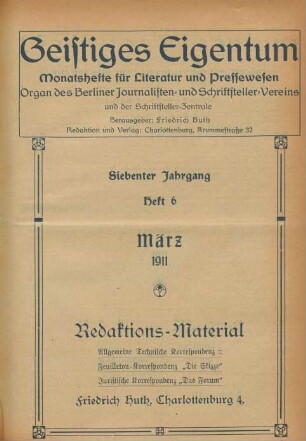 Geistiges Eigentum
Monatshefte für Literatur und Pressewesen
Organ des Berliner Journalisten- und Schriftsteller-Vereins
und der Schriftsteller-Zentrale
Herausgeber: Friedrich Huth
Redaktion und Verlag: Charlottenburg, Krummestraße 37
Siebenter Jahrgang
Heft 6
März
1911
Redaktions-Material
Allgemeine Technische Korrespondenz ::
Feuilleton-Korrespondenz „Die Skizze“
Juristische Korrespondenz „Das Forum“
Friedrich Huth, Charlottenburg 4.